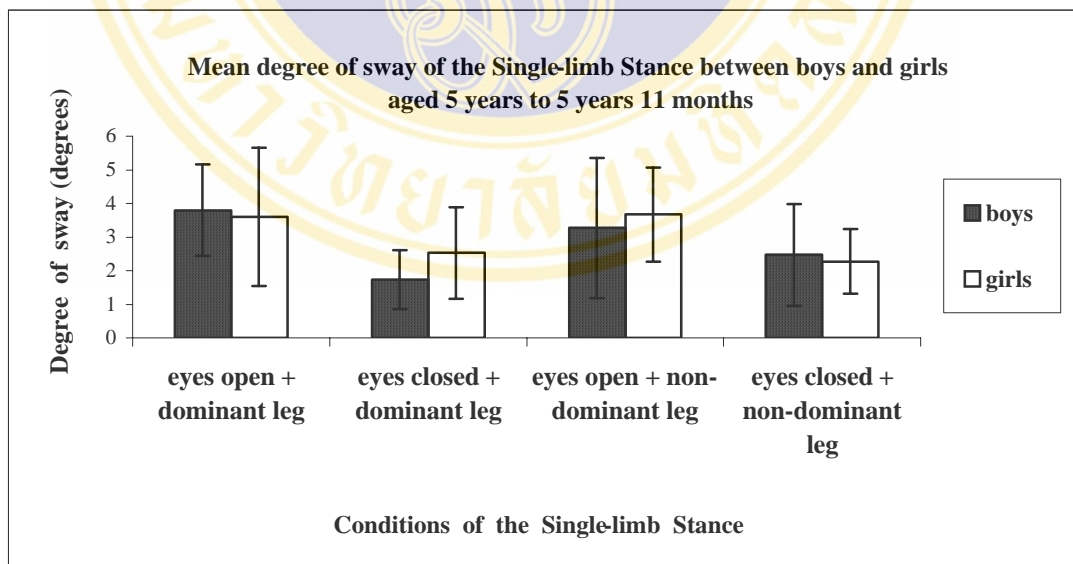 Mean degree of sway of the Single-limb Stance between boys and girls
aged 5 years to 5 years 11 months
Degree of sway (degrees)
6
5
4
3
2
1
0
eyes open +
dominant leg
eyes closed +
dominant leg
eyes open + non-
dominant leg
eyes closed +
non-dominant
leg
Conditions of the Single-limb Stance
boys
girls